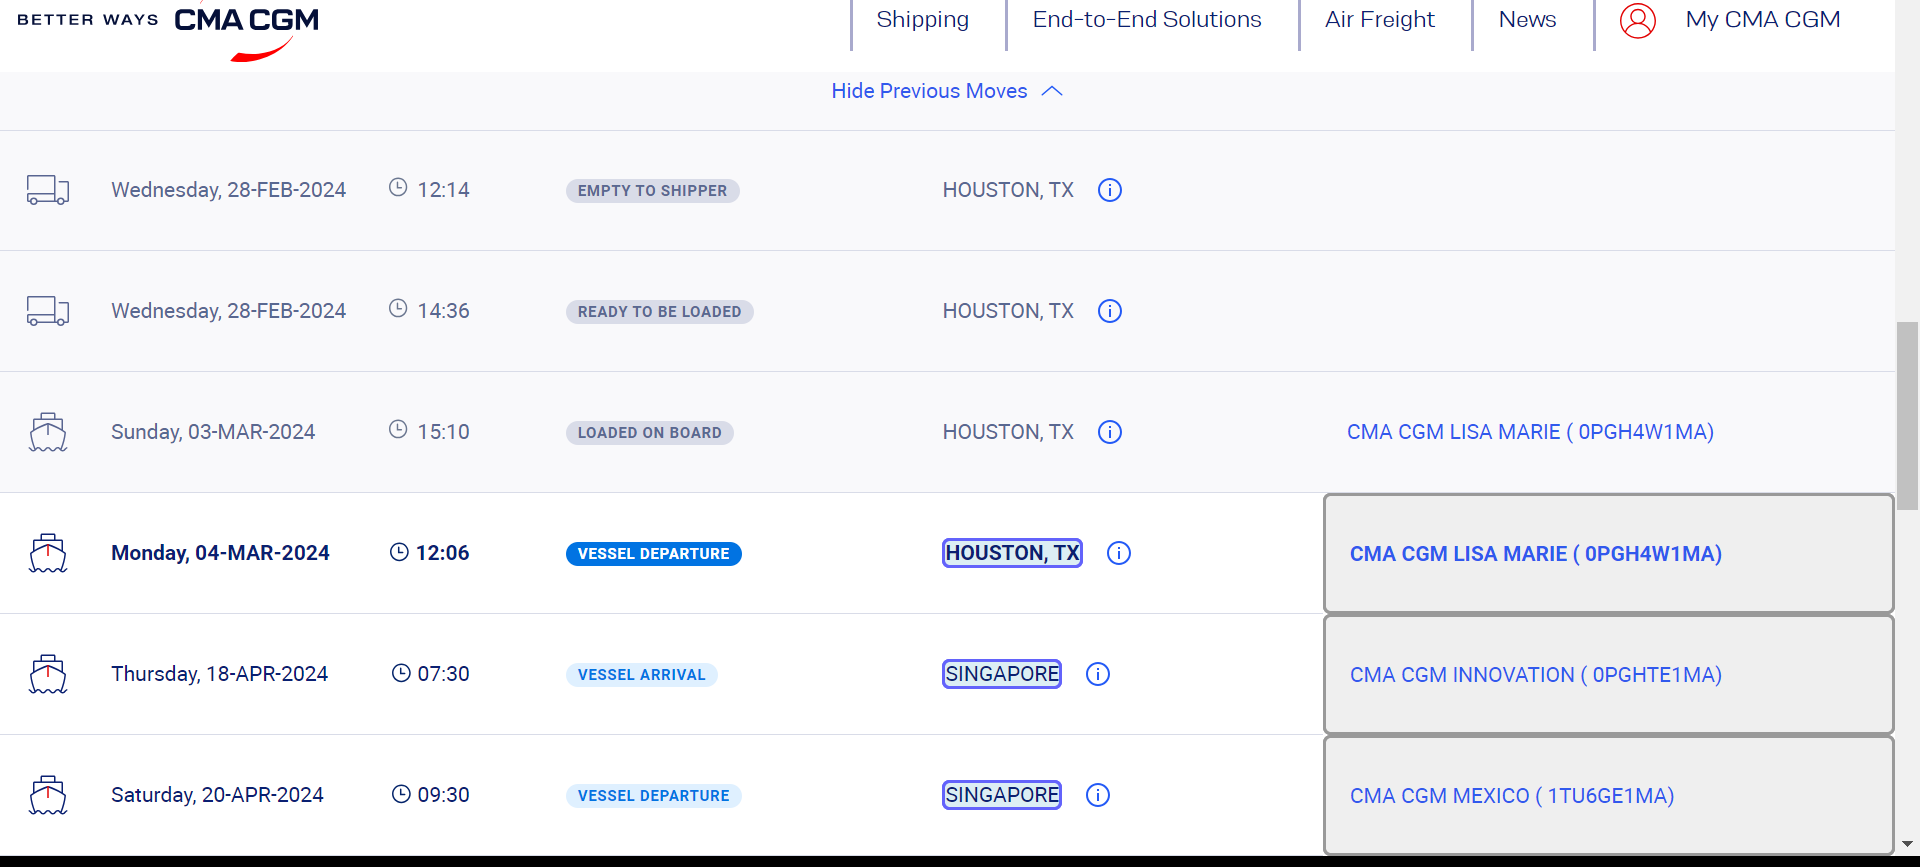 BETTER WAYS CMA CGM Shipping End-to-End Solutions Air Freight News My CMA CGM
Hide Previous Moves
Wednesday, 28-FEB-2024 12:14 EMPTY TO SHIPPER HOUSTON, TX
Wednesday, 28-FEB-2024 14:36 READY TO BE LOADED HOUSTON, TX
Sunday, 03-MAR-2024 15:10 LOADED ON BOARD HOUSTON, TX CMA CGM LISA MARIE ( 0PGH4W1MA)
Monday, 04-MAR-2024 12:06 VESSEL DEPARTURE HOUSTON, TX CMA CGM LISA MARIE ( 0PGH4W1MA)
Thursday, 18-APR-2024 07:30 VESSEL ARRIVAL SINGAPORE CMA CGM INNOVATION ( 0PGHTE1MA)
Saturday, 20-APR-2024 09:30 VESSEL DEPARTURE SINGAPORE CMA CGM MEXICO ( 1TU6GE1MA)